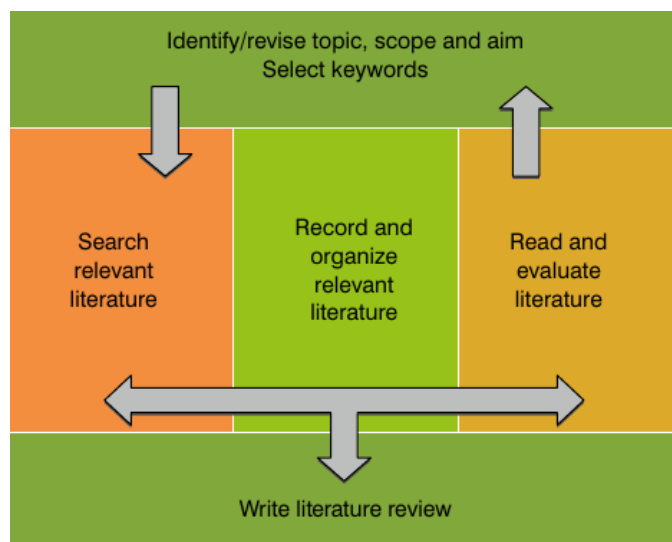 Identify/revise topic, scope and aim
Select keywords
Search
relevant
literature
Record and
organize
relevant
literature
Read and
evaluate
literature
Write literature review